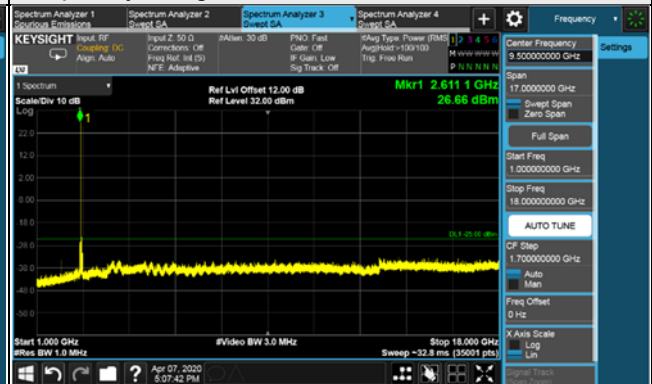 Spectrum Analyzer 1
Spurious Emissions
Spectrum Analyzer 2
Swept SA
Spectrum Analyzer 3
Swept SA
Spectrum Analyzer 4
Swept SA
+
Frequency
KEYSIGHT
Input: RF
Coupling: DC
Align: Auto
Input Z: 50 Ω
Corrections: Off
Freq Ref: Int (S)
NFE: Adaptive
#Atten: 30 dB
PNO: Fast
Gate: Off
IF Gain: Low
Sig Track: Off
#Avg Type: Power (RMS
Avg|Hold:>100/100
Trig: Free Run
1 2 3 4 5 6
M W W W W W
P N N N N N
LXI
1 Spectrum
Scale/Div 10 dB
Log
Ref Lvl Offset 12.00 dB
Ref Level 32.00 dBm
Mkr1 2.611 1 GHz
26.66 dBm
1
22.0
12.0
2.00
-8.00
-18.0
-28.0
-38.0
-48.0
-58.0
DL1 -25.00 dBm
Start 1.000 GHz
#Res BW 1.0 MHz
#Video BW 3.0 MHz
Stop 18.000 GHz
Sweep ~32.8 ms (35001 pts)
Apr 07, 2020
5:07:42 PM
Center Frequency
9.500000000 GHz
Settings
Span
17.0000000 GHz
Swept Span
Zero Span
Full Span
Start Freq
1.000000000 GHz
Stop Freq
18.000000000 GHz
AUTO TUNE
CF Step
1.700000000 GHz
Auto
Man
Freq Offset
0 Hz
X Axis Scale
Log
Lin
Signal Track